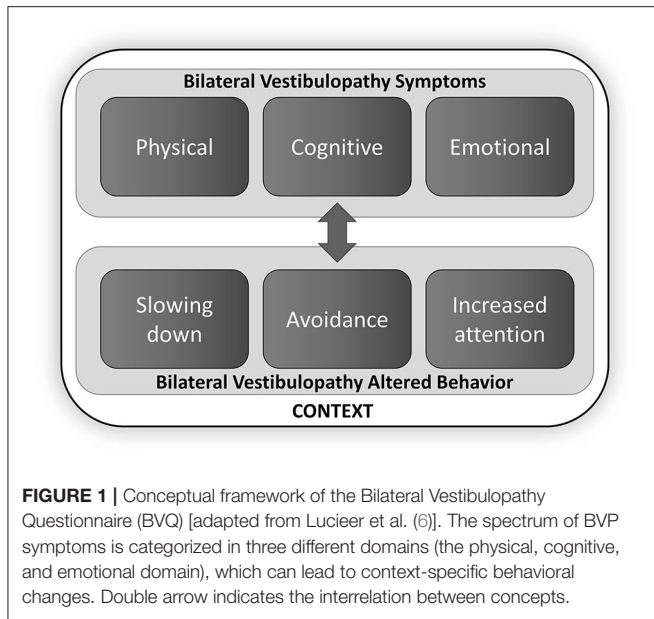 Bilateral Vestibulopathy Symptoms
Physical
Cognitive
Emotional
Slowing down
Avoidance
Increased attention
Bilateral Vestibulopathy Altered Behavior
CONTEXT
FIGURE 1 | Conceptual framework of the Bilateral Vestibulopathy
Questionnaire (BVQ) [adapted from Lucieer et al. (6)]. The spectrum of BVP
symptoms is categorized in three different domains (the physical, cognitive,
and emotional domain), which can lead to context-specific behavioral
changes. Double arrow indicates the interrelation between concepts.